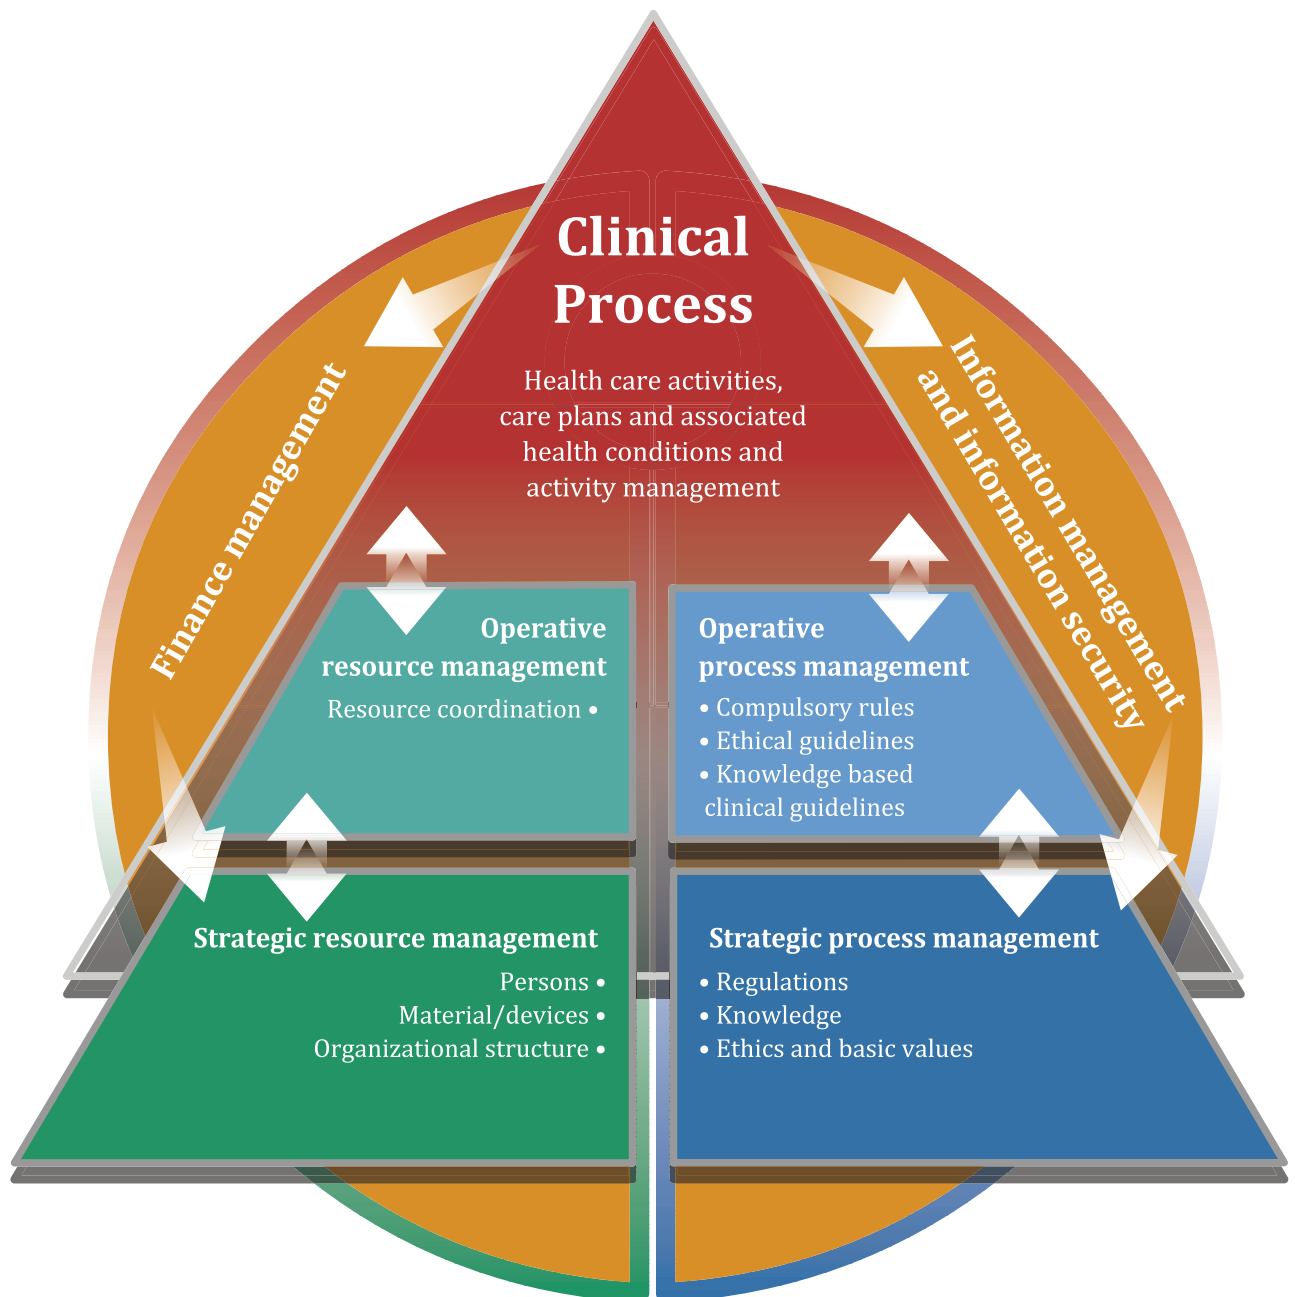 Clinical
Process
Health care activities,
care plans and associated
health conditions and
activity management
Finance management
Information management
and information security
Operative
resource management
Resource coordination •
Operative
process management
• Compulsory rules
• Ethical guidelines
• Knowledge based
clinical guidelines
Strategic resource management
Persons •
Material/devices •
Organizational structure •
Strategic process management
• Regulations
• Knowledge
• Ethics and basic values